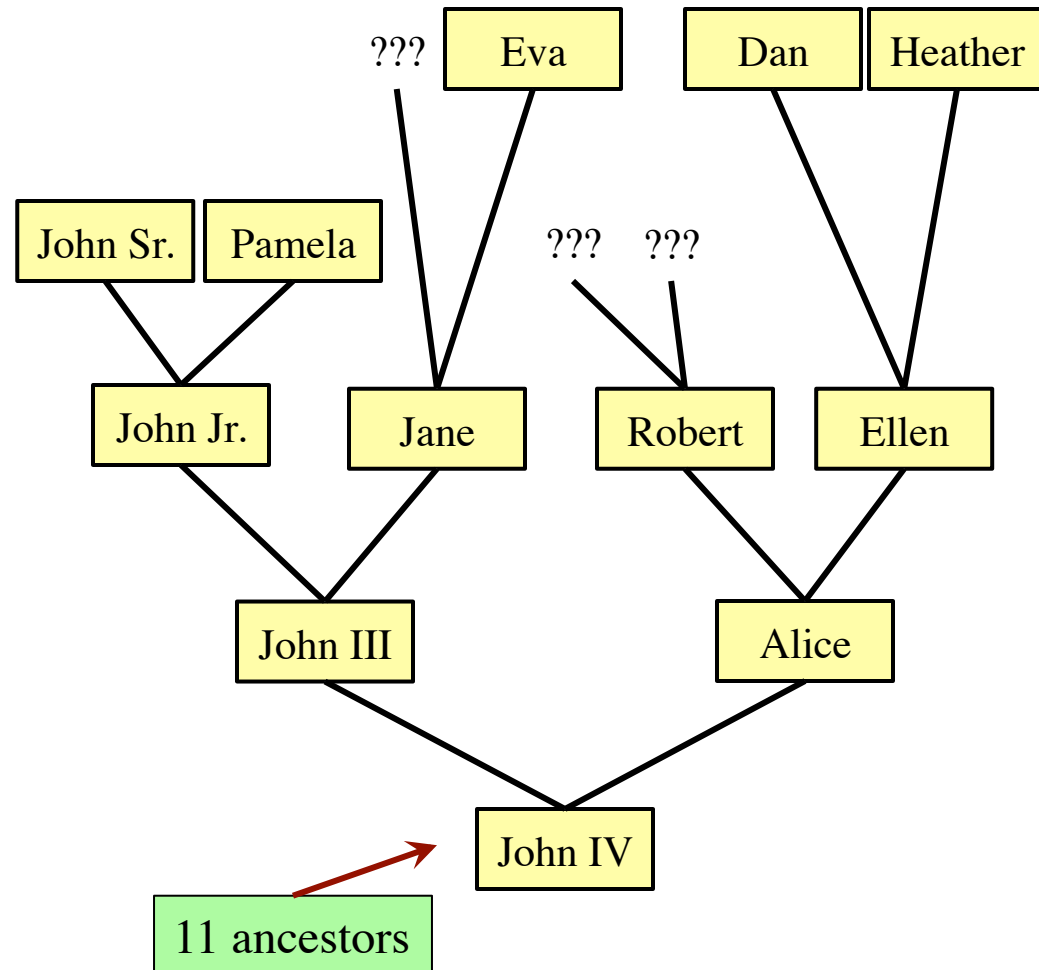 ??? Eva Dan Heather
John Sr. Pamela ??? ???
John Jr. Jane Robert Ellen
John III Alice
John IV
11 ancestors